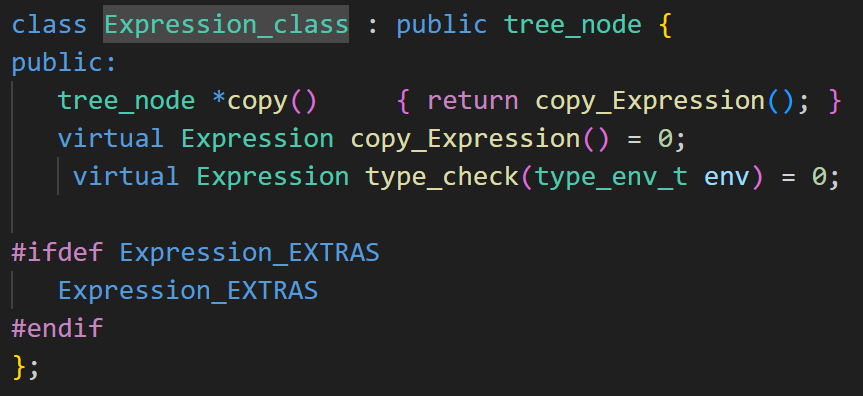 class Expression_class : public tree_node {
public:
   tree_node *copy()     { return copy_Expression(); }
   virtual Expression copy_Expression() = 0;
    virtual Expression type_check(type_env_t env) = 0;
#ifdef Expression_EXTRAS
   Expression_EXTRAS
#endif
};